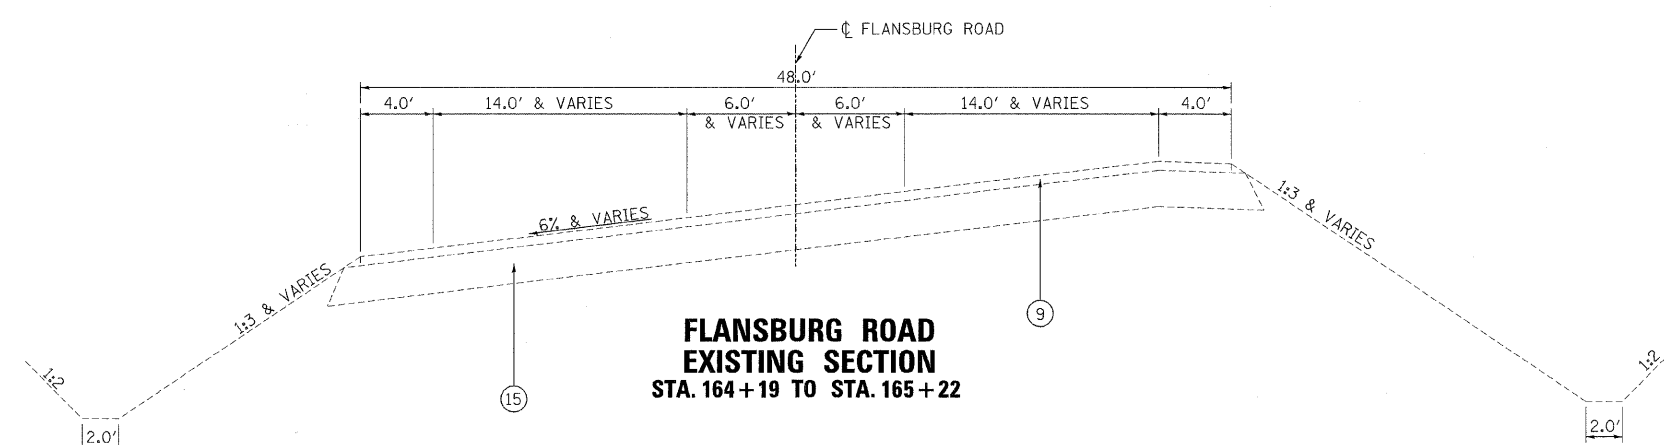 ℄ FLANSBURG ROAD
48.0'
4.0' 14.0' & VARIES 6.0' & VARIES 6.0' & VARIES 14.0' & VARIES 4.0'
6% & VARIES
1:3 & VARIES
1:3 & VARIES
1:2
1:2
9
15
2.0'
2.0'
FLANSBURG ROAD
EXISTING SECTION
STA. 164+19 TO STA. 165+22